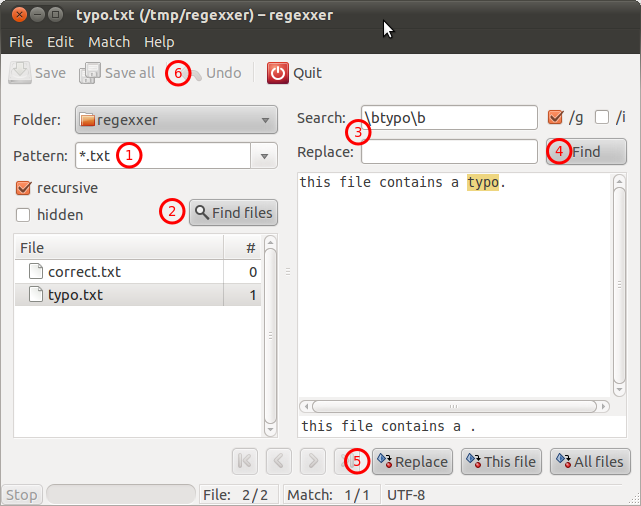 typo.txt (/tmp/regexxer) – regexxer
File Edit Match Help
Save Save all 6 Undo Quit
Folder: regexxer
Pattern: *.txt 1
recursive
hidden 2 Find files
File #
correct.txt 0
typo.txt 1
Search: \btypo\b /g /i
3
Replace: 4 Find
this file contains a typo.
this file contains a .
5 Replace This file All files
Stop File: 2/2 Match: 1/1 UTF-8